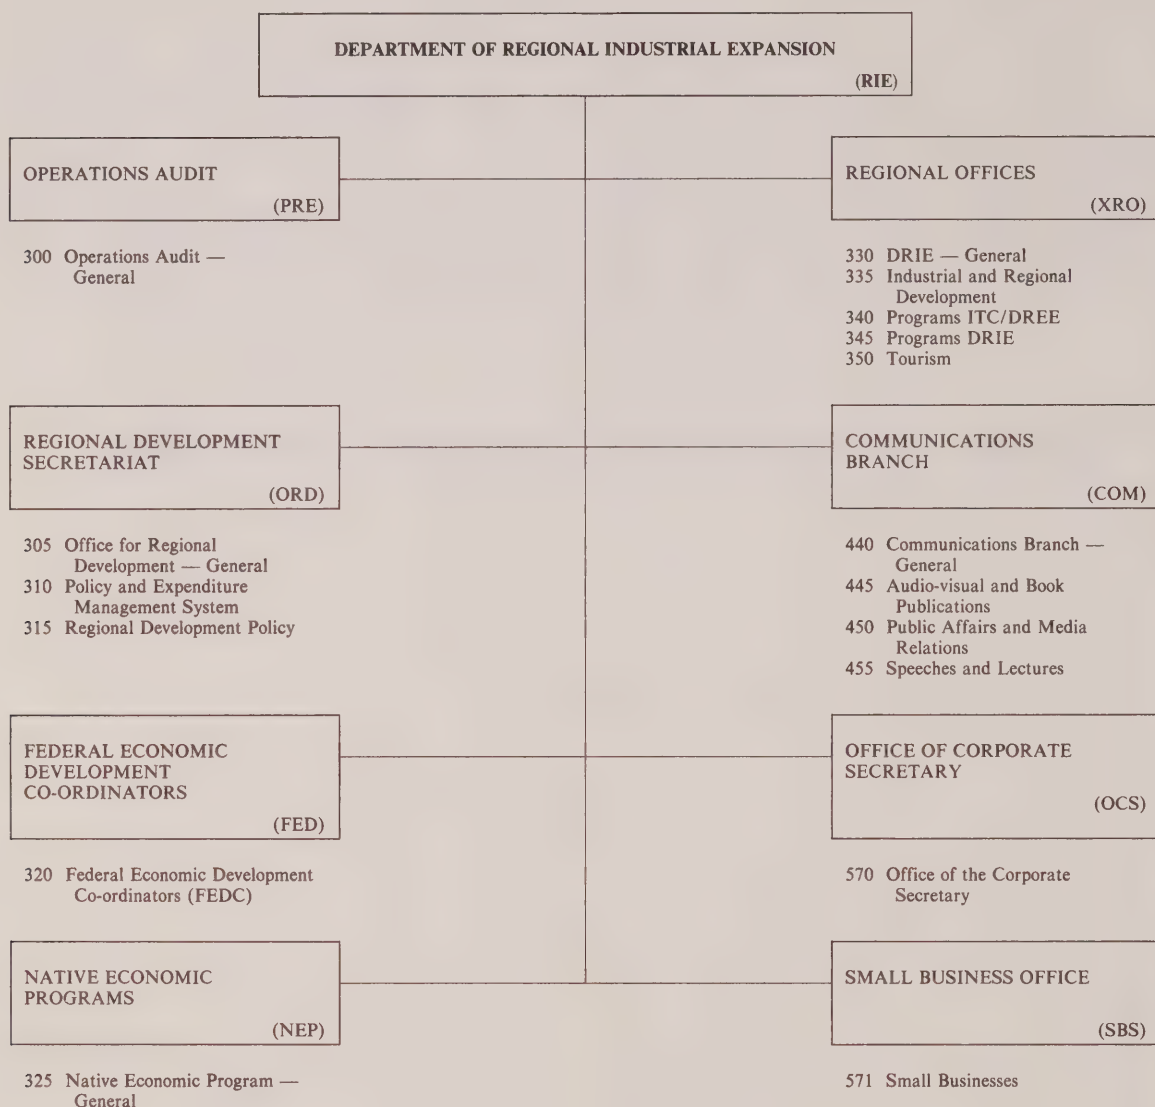 DEPARTMENT OF REGIONAL INDUSTRIAL EXPANSION
(RIE)
OPERATIONS AUDIT
(PRE)
300 Operations Audit —
General
REGIONAL OFFICES
(XRO)
330 DRIE — General
335 Industrial and Regional
Development
340 Programs ITC/DREE
345 Programs DRIE
350 Tourism
REGIONAL DEVELOPMENT
SECRETARIAT
(ORD)
305 Office for Regional
Development — General
310 Policy and Expenditure
Management System
315 Regional Development Policy
COMMUNICATIONS
BRANCH
(COM)
440 Communications Branch —
General
445 Audio-visual and Book
Publications
450 Public Affairs and Media
Relations
455 Speeches and Lectures
FEDERAL ECONOMIC
DEVELOPMENT
CO-ORDINATORS
(FED)
320 Federal Economic Development
Co-ordinators (FEDC)
OFFICE OF CORPORATE
SECRETARY
(OCS)
570 Office of the Corporate
Secretary
NATIVE ECONOMIC
PROGRAMS
(NEP)
325 Native Economic Program —
General
SMALL BUSINESS OFFICE
(SBS)
571 Small Businesses